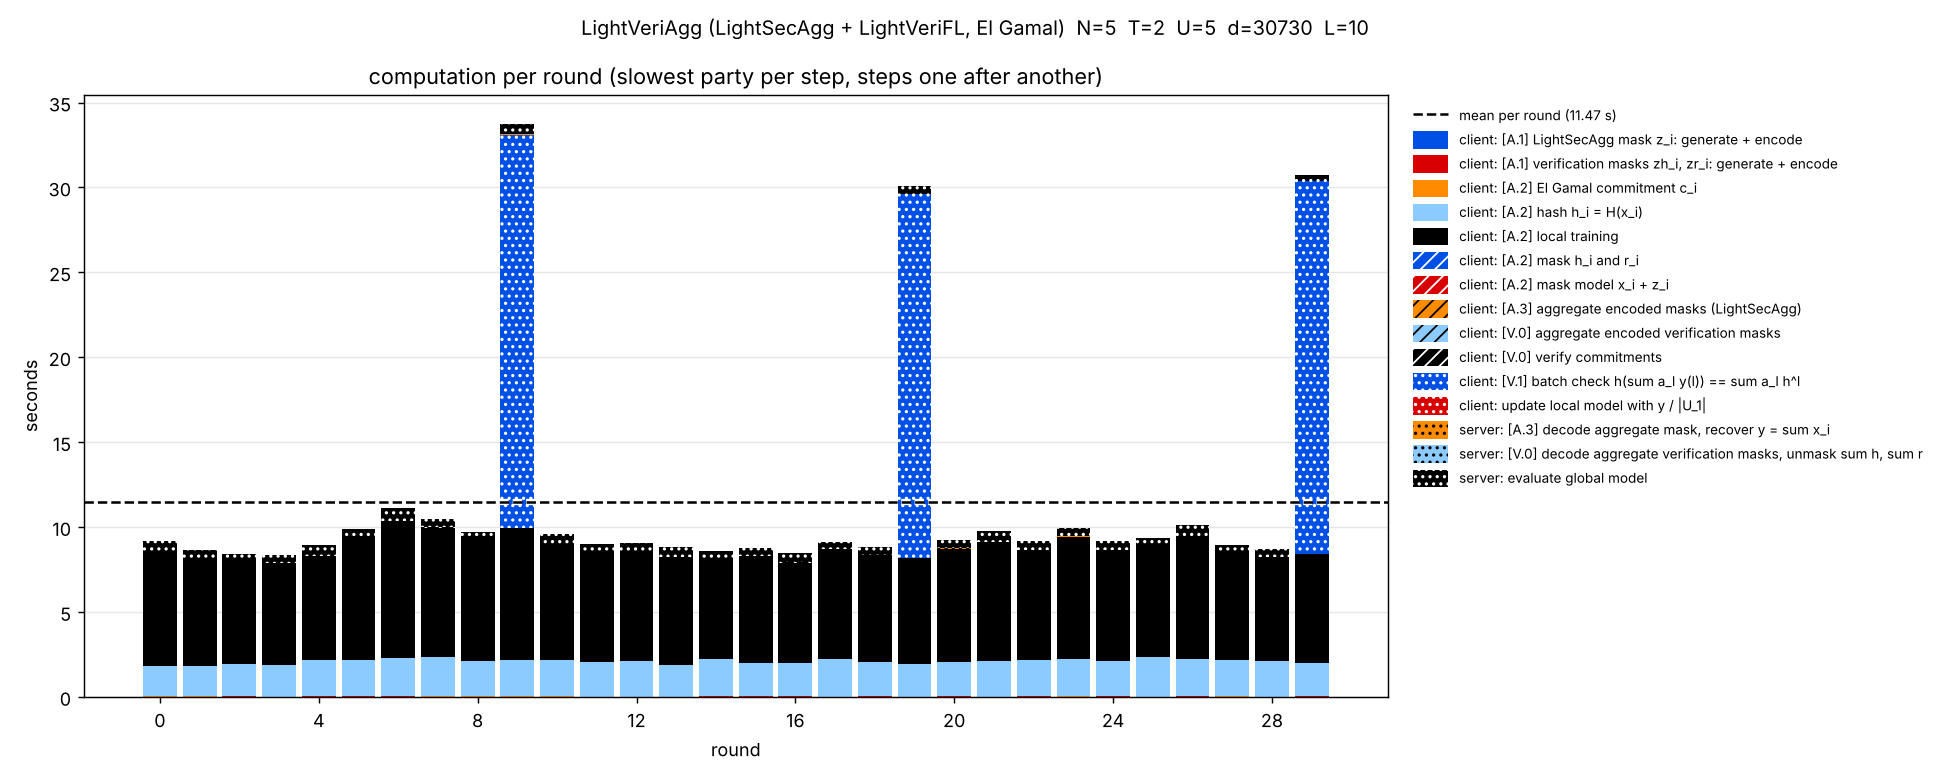 LightVeriAgg (LightSecAgg + LightVeriFL, El Gamal)  N=5  T=2  U=5  d=30730  L=10
computation per round (slowest party per step, steps one after another)
35
30
25
20
15
10
5
0
seconds
0 4 8 12 16 20 24 28
round
mean per round (11.47 s)
client: [A.1] LightSecAgg mask z_i: generate + encode
client: [A.1] verification masks zh_i, zr_i: generate + encode
client: [A.2] El Gamal commitment c_i
client: [A.2] hash h_i = H(x_i)
client: [A.2] local training
client: [A.2] mask h_i and r_i
client: [A.2] mask model x_i + z_i
client: [A.3] aggregate encoded masks (LightSecAgg)
client: [V.0] aggregate encoded verification masks
client: [V.0] verify commitments
client: [V.1] batch check h(sum a_l y(l)) == sum a_l h^l
client: update local model with y / |U_1|
server: [A.3] decode aggregate mask, recover y = sum x_i
server: [V.0] decode aggregate verification masks, unmask sum h, sum r
server: evaluate global model